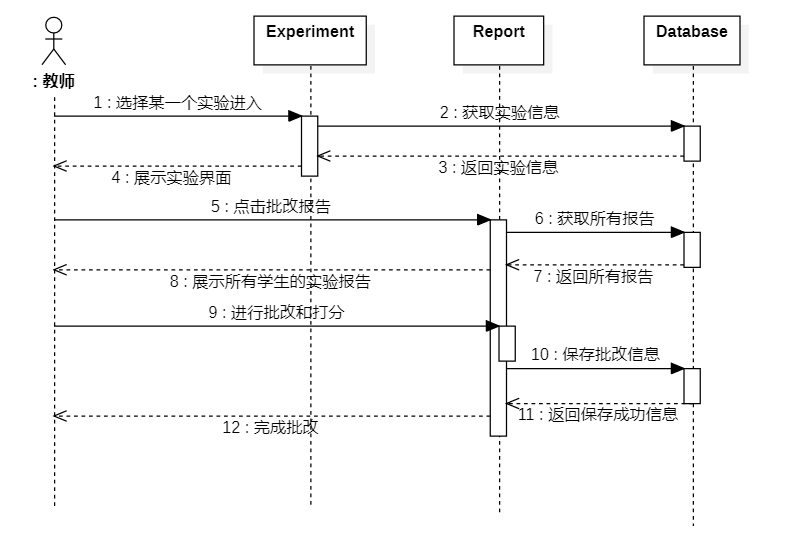 Experiment
Report
Database
: 教师
1 : 选择某一个实验进入
2 : 获取实验信息
3 : 返回实验信息
4 : 展示实验界面
5 : 点击批改报告
6 : 获取所有报告
7 : 返回所有报告
8 : 展示所有学生的实验报告
9 : 进行批改和打分
10 : 保存批改信息
11 : 返回保存成功信息
12 : 完成批改